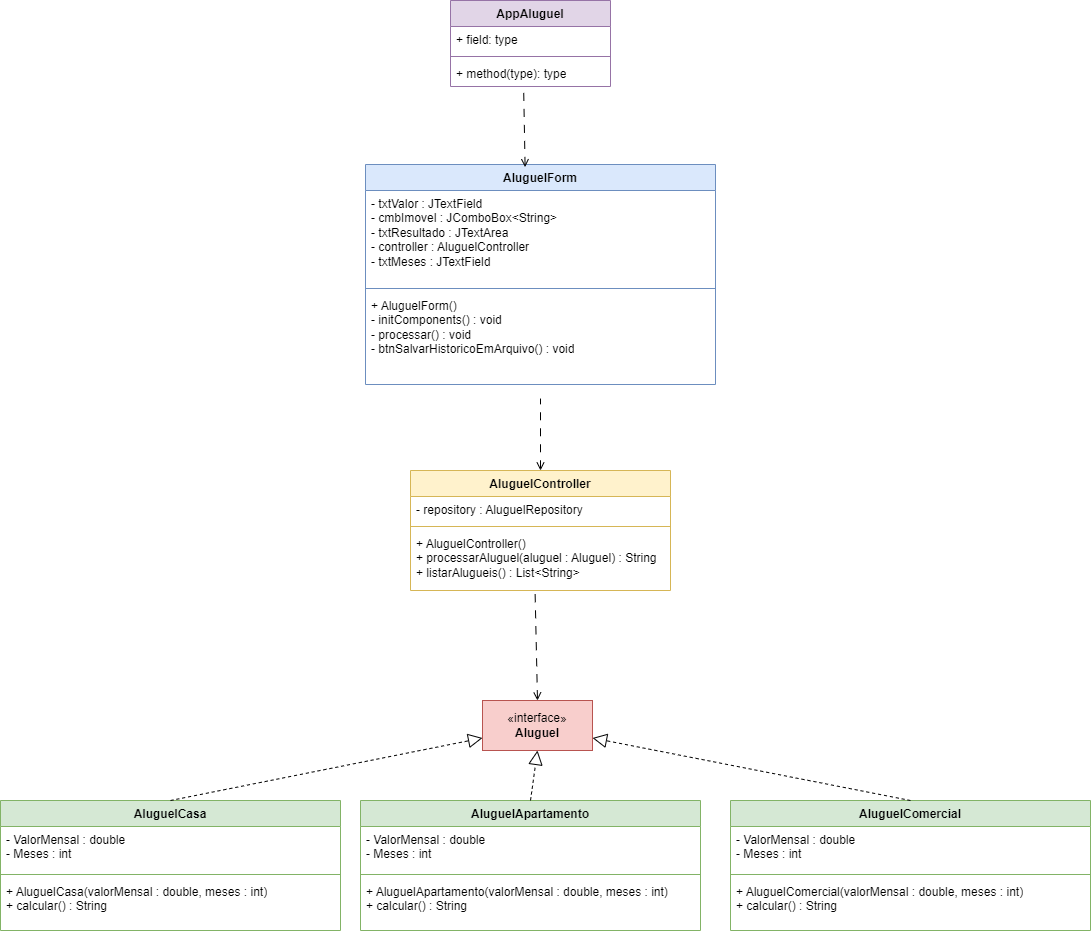 AppAluguel
+ field: type
+ method(type): type
AluguelForm
- txtValor : JTextField
- cmbImovel : JComboBox<String>
- txtResultado : JTextArea
- controller : AluguelController
- txtMeses : JTextField
+ AluguelForm()
- initComponents() : void
- processar() : void
- btnSalvarHistoricoEmArquivo() : void
AluguelController
- repository : AluguelRepository
+ AluguelController()
+ processarAluguel(aluguel : Aluguel) : String
+ listarAlugueis() : List<String>
«interface»
Aluguel
AluguelCasa
- ValorMensal : double
- Meses : int
+ AluguelCasa(valorMensal : double, meses : int)
+ calcular() : String
AluguelApartamento
- ValorMensal : double
- Meses : int
+ AluguelApartamento(valorMensal : double, meses : int)
+ calcular() : String
AluguelComercial
- ValorMensal : double
- Meses : int
+ AluguelComercial(valorMensal : double, meses : int)
+ calcular() : String